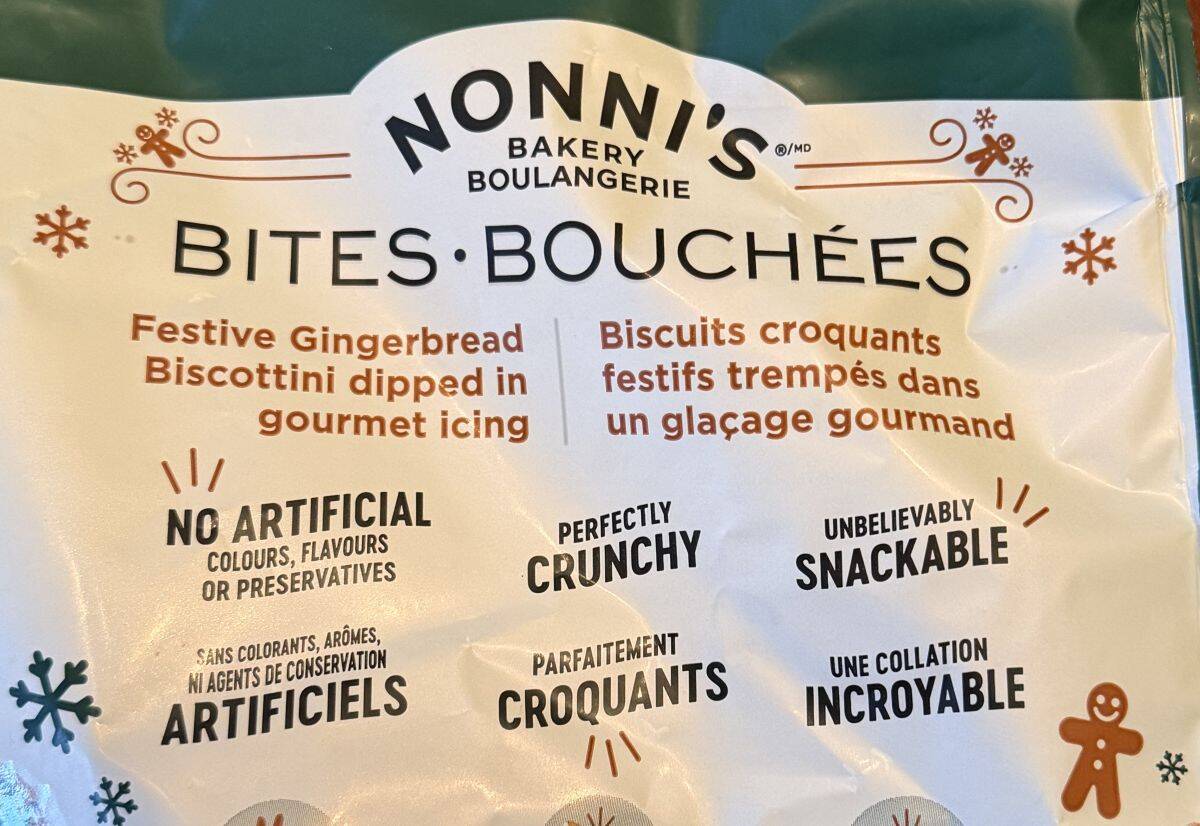 NONNI'S ®/MD
BAKERY
BOULANGERIE
BITES • BOUCHÉES
Festive Gingerbread
Biscottini dipped in
gourmet icing
Biscuits croquants
festifs trempés dans
un glaçage gourmand
NO ARTIFICIAL
COLOURS, FLAVOURS
OR PRESERVATIVES
PERFECTLY
CRUNCHY
UNBELIEVABLY
SNACKABLE
SANS COLORANTS, ARÔMES,
NI AGENTS DE CONSERVATION
ARTIFICIELS
PARFAITEMENT
CROQUANTS
UNE COLLATION
INCROYABLE